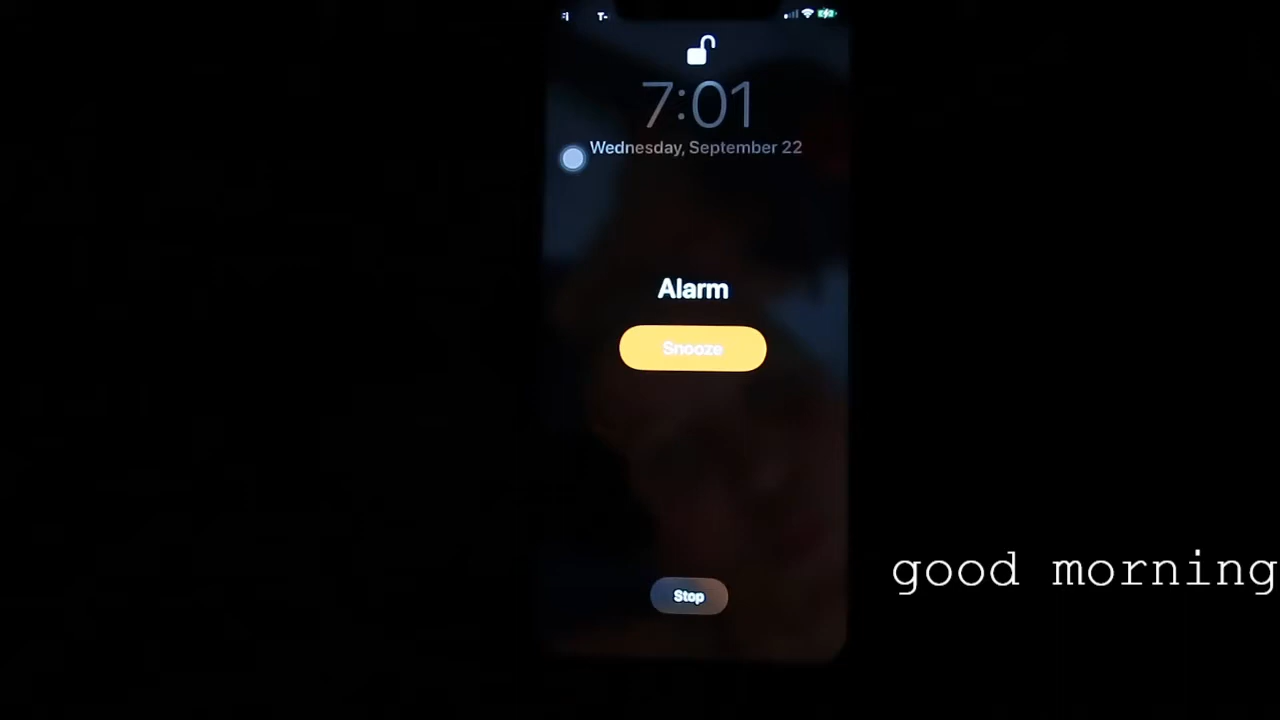 7:01
Wednesday, September 22
Alarm
Snooze
Stop
good morning